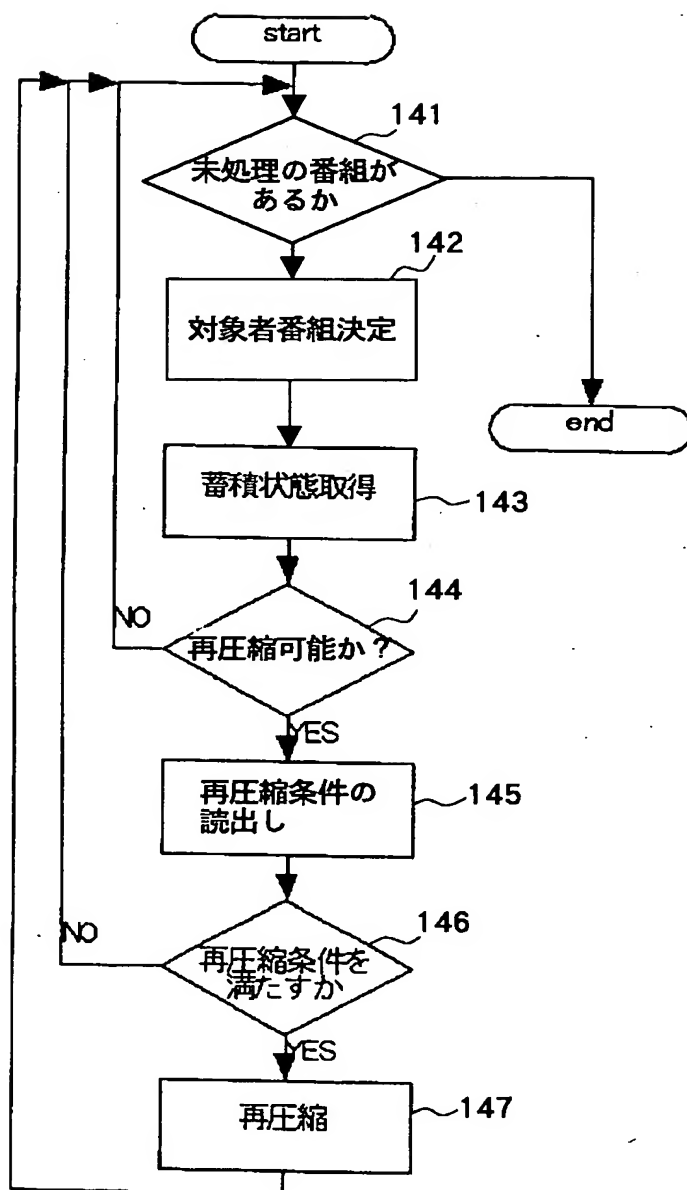 start
141
未処理の番組が
あるか
142
対象者番組決定
end
蓄積状態取得
143
144
NO
再圧縮可能か？
YES
再圧縮条件の
読出し
145
146
NO
再圧縮条件を
満たすか
YES
再圧縮
147